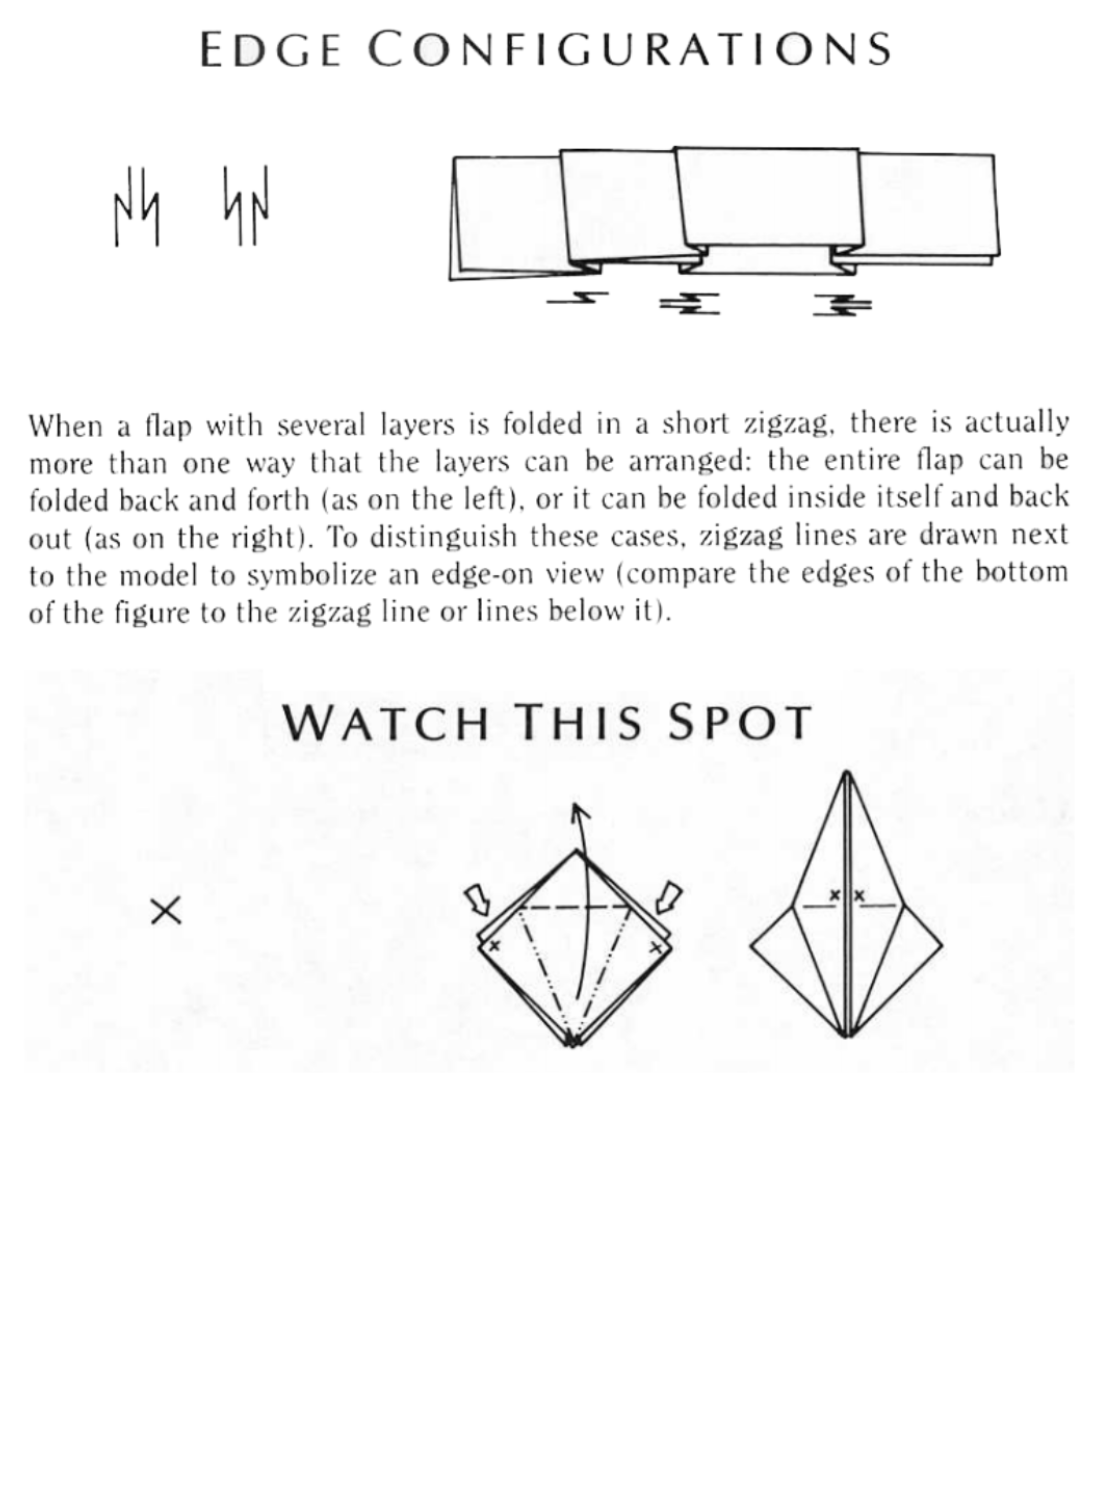 EDGE CONFIGURATIONS
When a flap with several layers is folded in a short zigzag, there is actually
more than one way that the layers can be arranged: the entire flap can be
folded back and forth (as on the left), or it can be folded inside itself and back
out (as on the right). To distinguish these cases, zigzag lines are drawn next
to the model to symbolize an edge-on view (compare the edges of the bottom
of the figure to the zigzag line or lines below it).
WATCH THIS SPOT